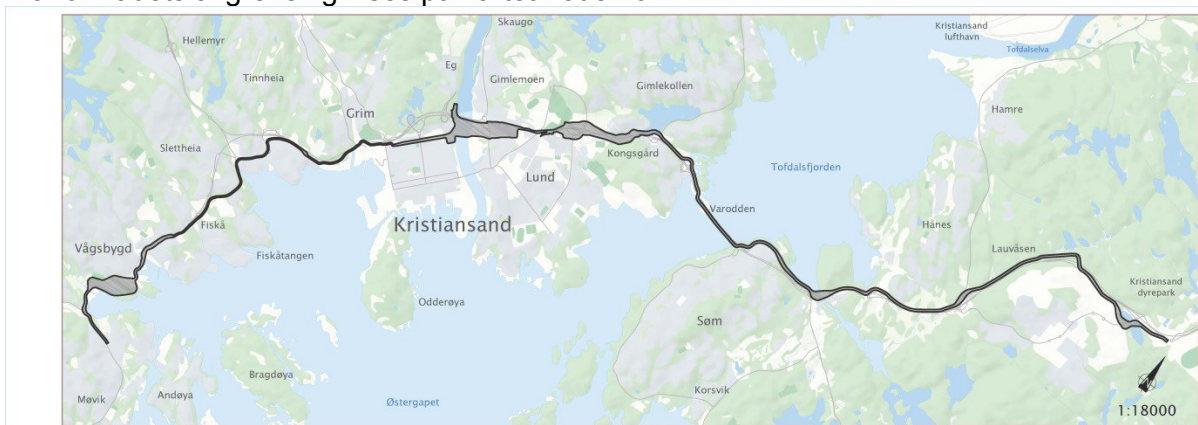 Skaugo
Kristiansand
lufthavn
Tofdalselva
Hellemyr
Eg
Tinnheia
Gimlemoen
Gimlekollen
Hamre
Grim
Slettheia
Kongsgård
Tofdalsfjorden
Lund
Varodden
Kristiansand
Fiskå
Hånes
Vågsbygd
Lauvåsen
Fiskåtangen
Kristiansand
dyrepark
Odderøya
Søm
Bragdøya
Korsvik
Andøya
Møvik
Østergapet
1:18000